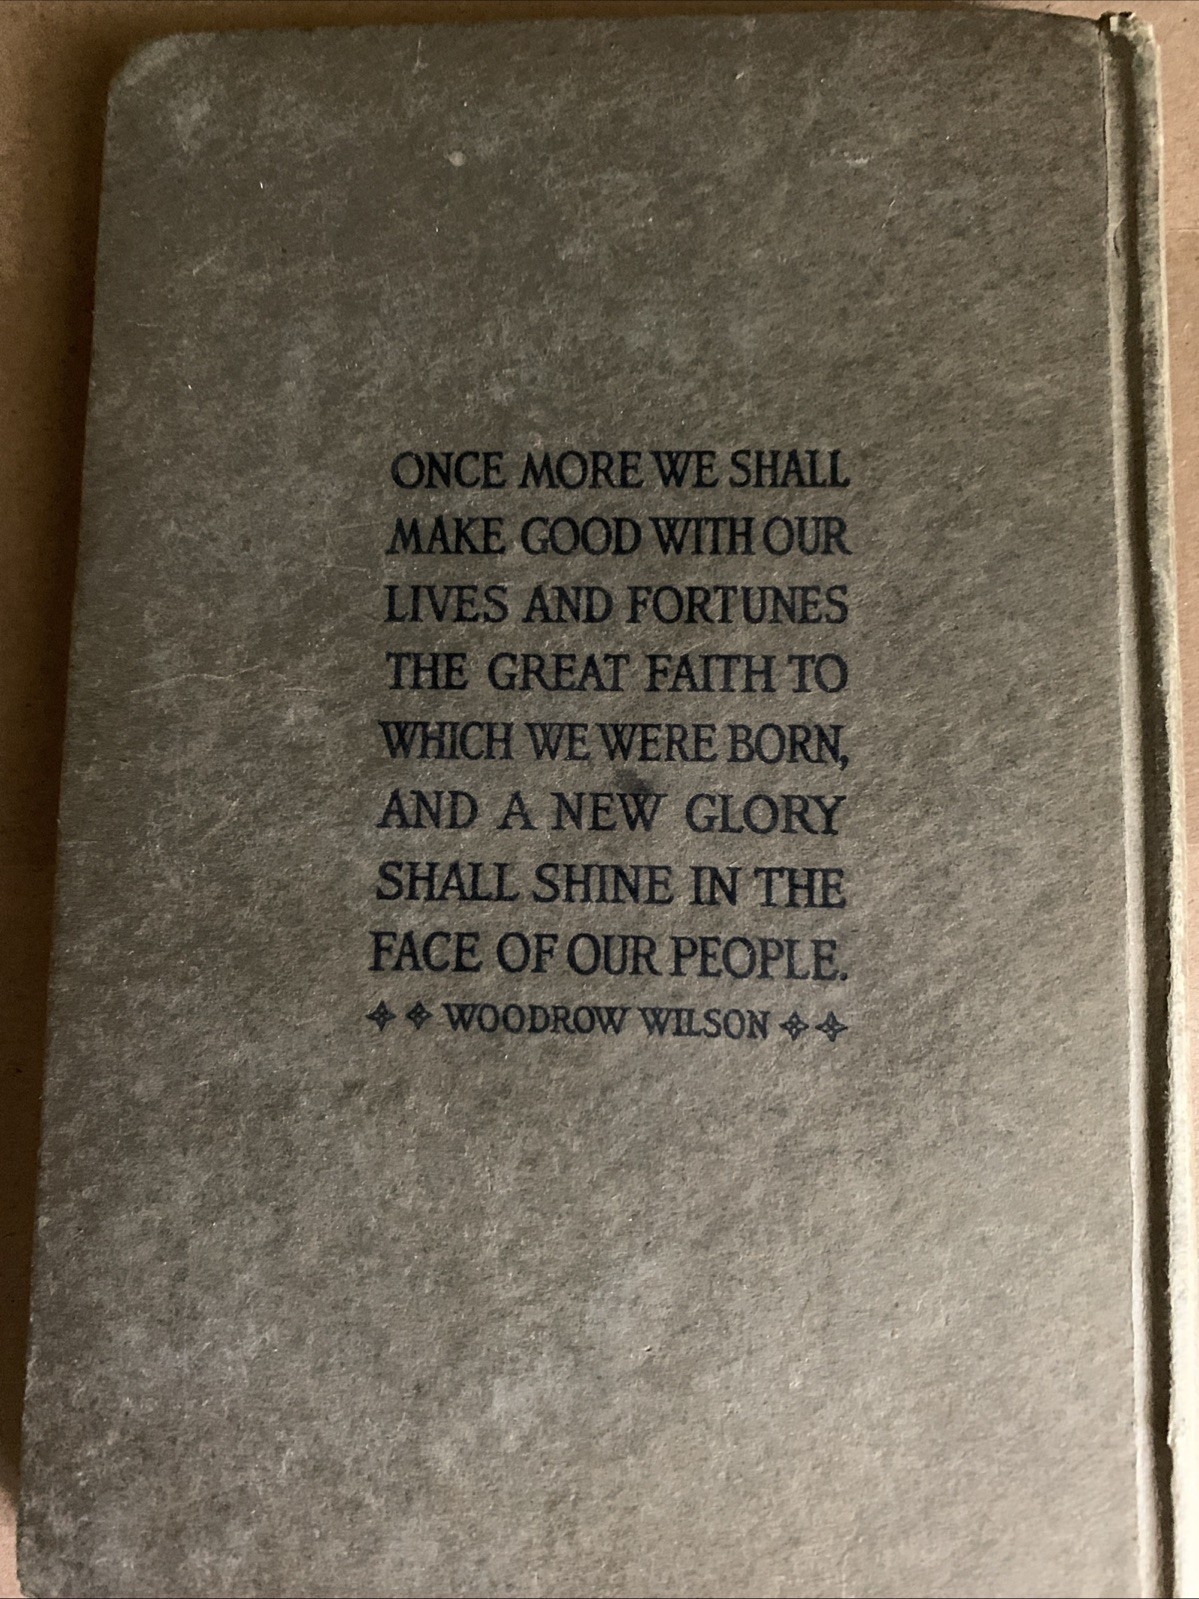 ONCE MORE WE SHALL
MAKE GOOD WITH OUR
LIVES AND FORTUNES
THE GREAT FAITH TO
WHICH WE WERE BORN,
AND A NEW GLORY
SHALL SHINE IN THE
FACE OF OUR PEOPLE.
WOODROW WILSON